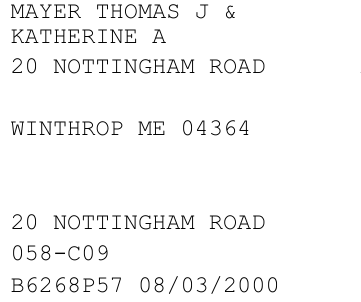 MAYER THOMAS J &
KATHERINE A
20 NOTTINGHAM ROAD
WINTHROP ME 04364
20 NOTTINGHAM ROAD
058-C09
B6268P57 08/03/2000